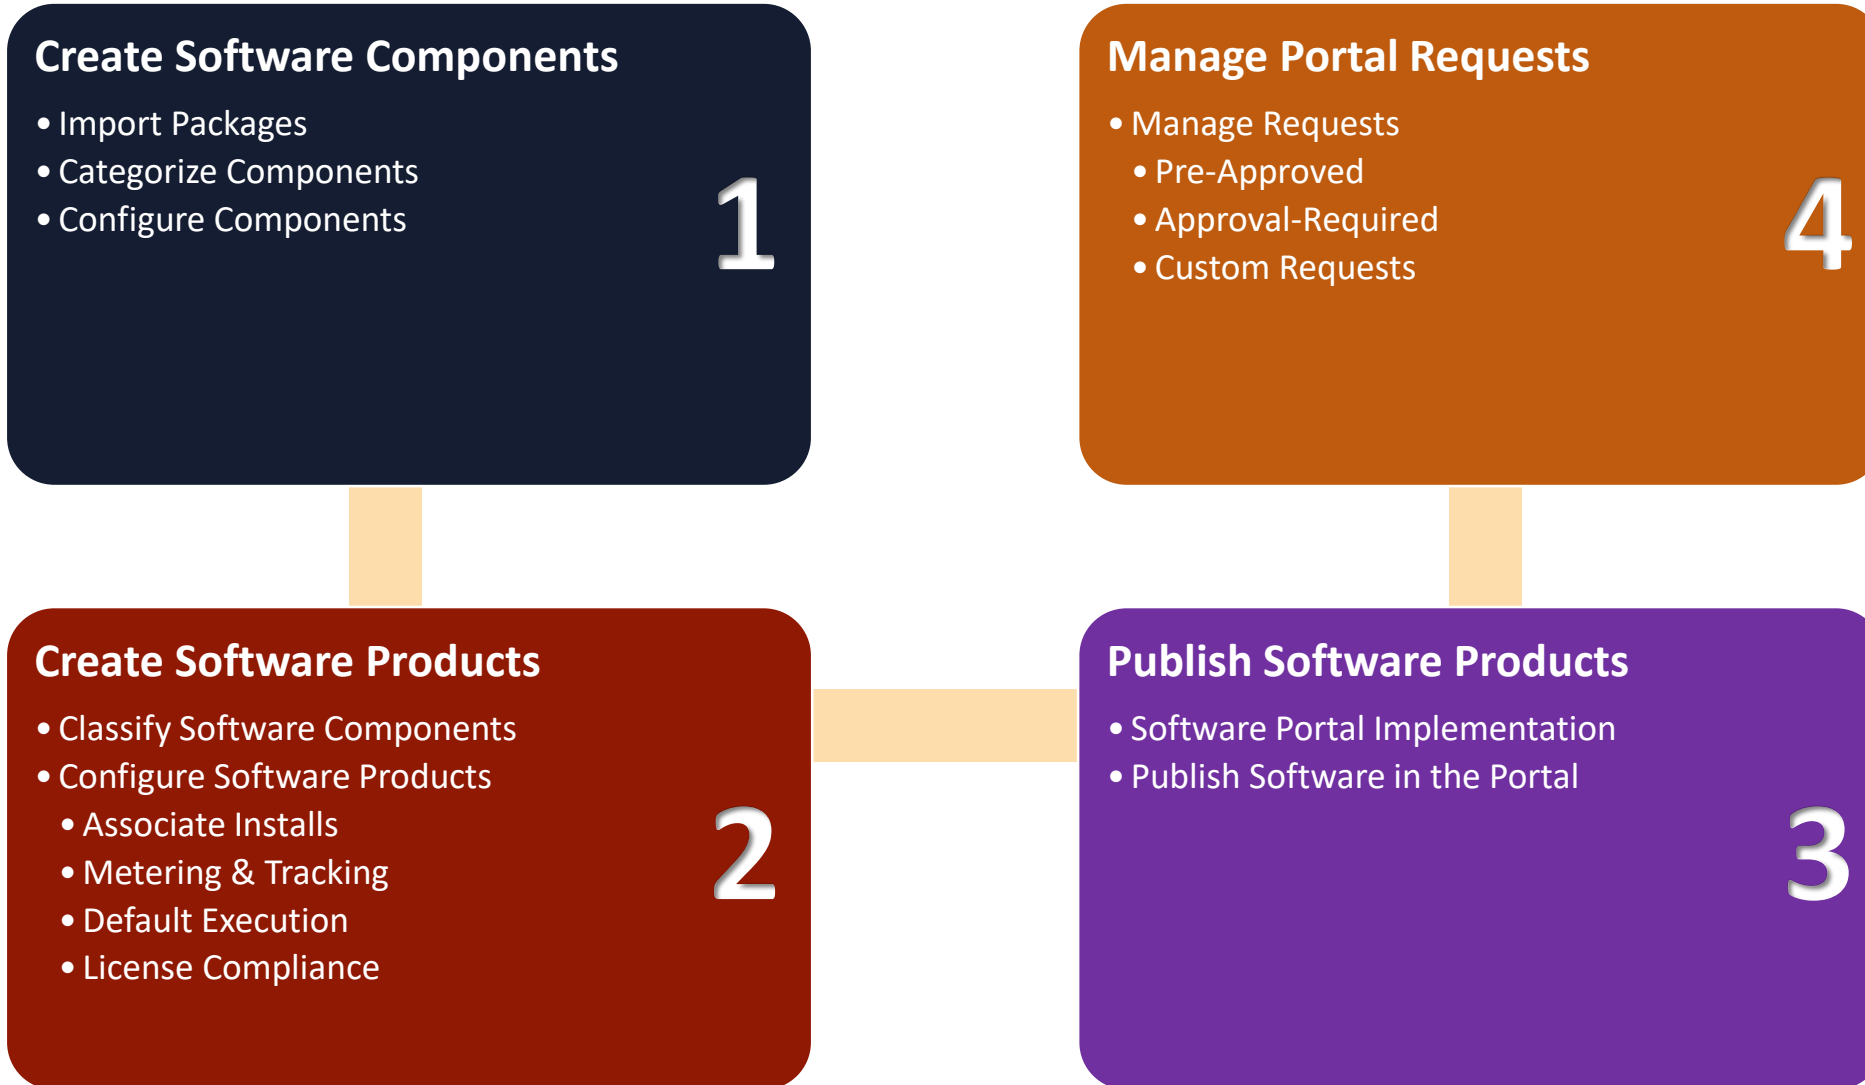 Create Software Components
• Import Packages
• Categorize Components
• Configure Components
1
Create Software Products
• Classify Software Components
• Configure Software Products
• Associate Installs
• Metering & Tracking
• Default Execution
• License Compliance
2
Publish Software Products
• Software Portal Implementation
• Publish Software in the Portal
3
Manage Portal Requests
• Manage Requests
• Pre-Approved
• Approval-Required
• Custom Requests
4